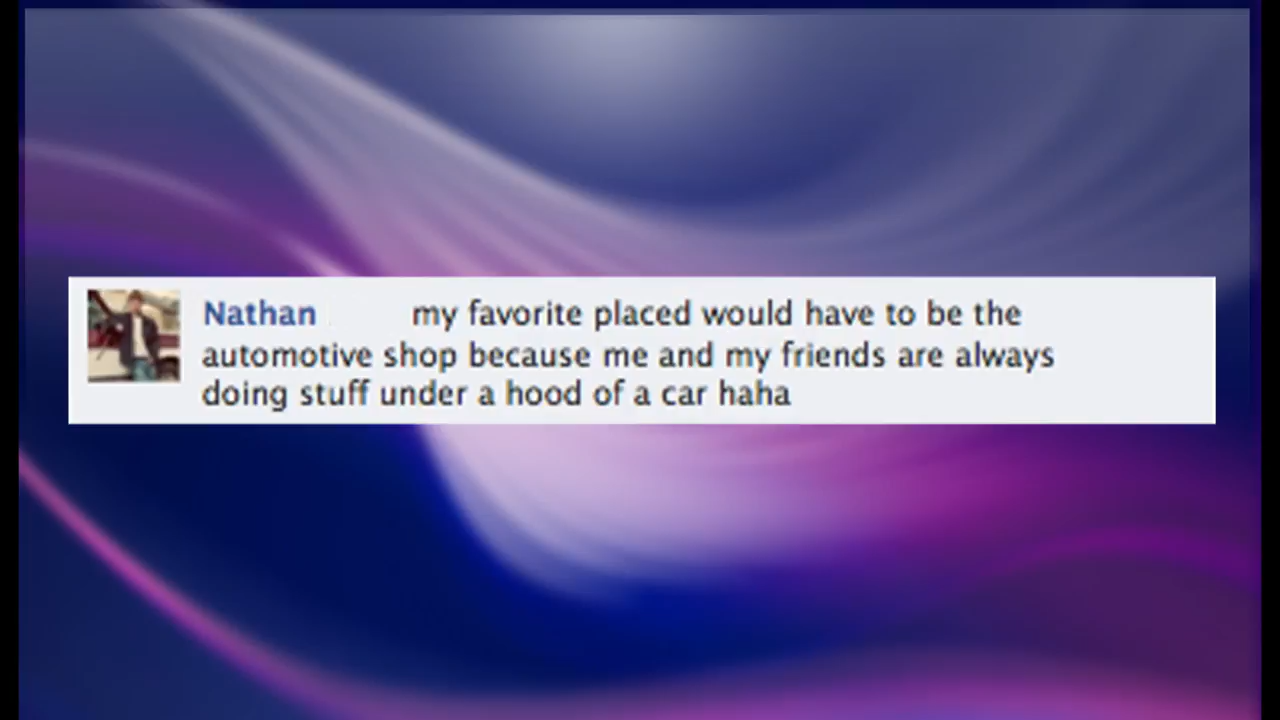 Nathan my favorite placed would have to be the
automotive shop because me and my friends are always
doing stuff under a hood of a car haha